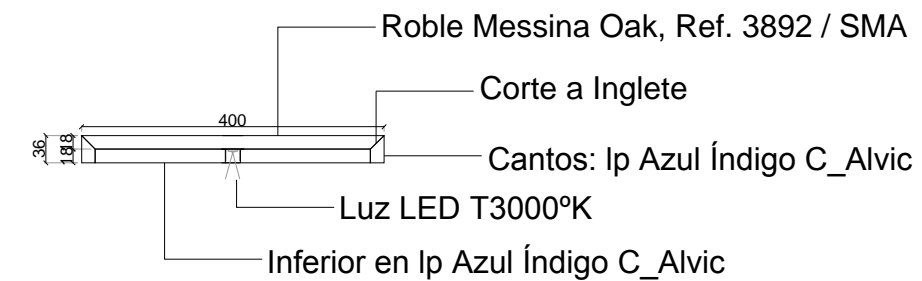 Roble Messina Oak, Ref. 3892 / SMA
Corte a Inglete
400
36
18
18
Cantos: lp Azul Índigo C_Alvic
Luz LED T3000ºK
Inferior en lp Azul Índigo C_Alvic